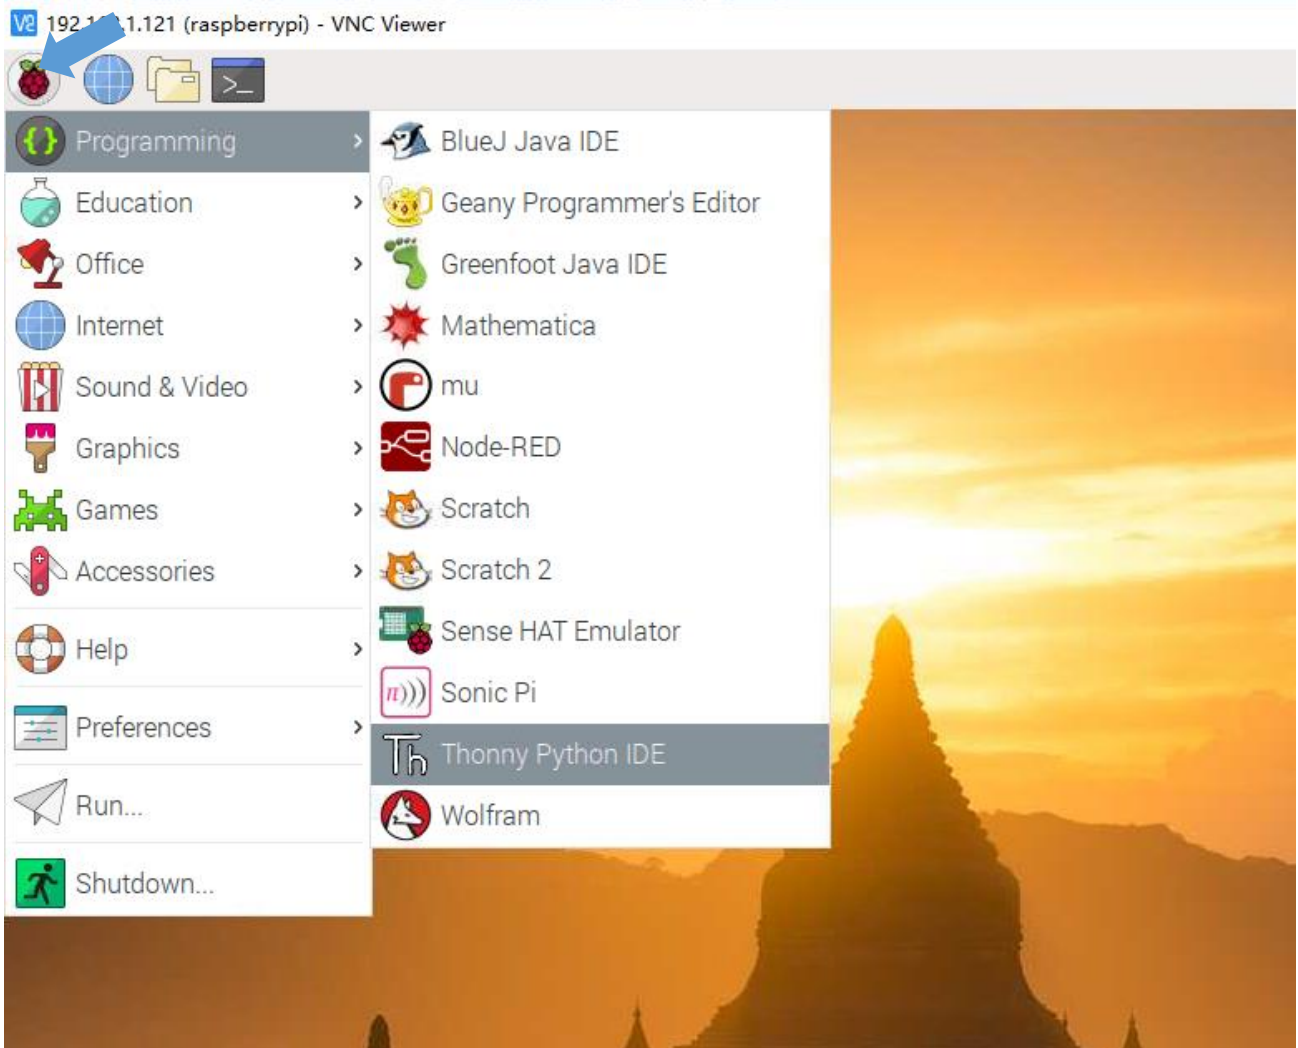 1.121 (raspberrypi) - VNC Viewer
Programming
Education
Office
Internet
Sound & Video
Graphics
Games
Accessories
Help
Preferences
Run...
Shutdown...
BlueJ Java IDE
Geany Programmer's Editor
Greenfoot Java IDE
Mathematica
mu
Node-RED
Scratch
Scratch 2
Sense HAT Emulator
Sonic Pi
Thonny Python IDE
Wolfram